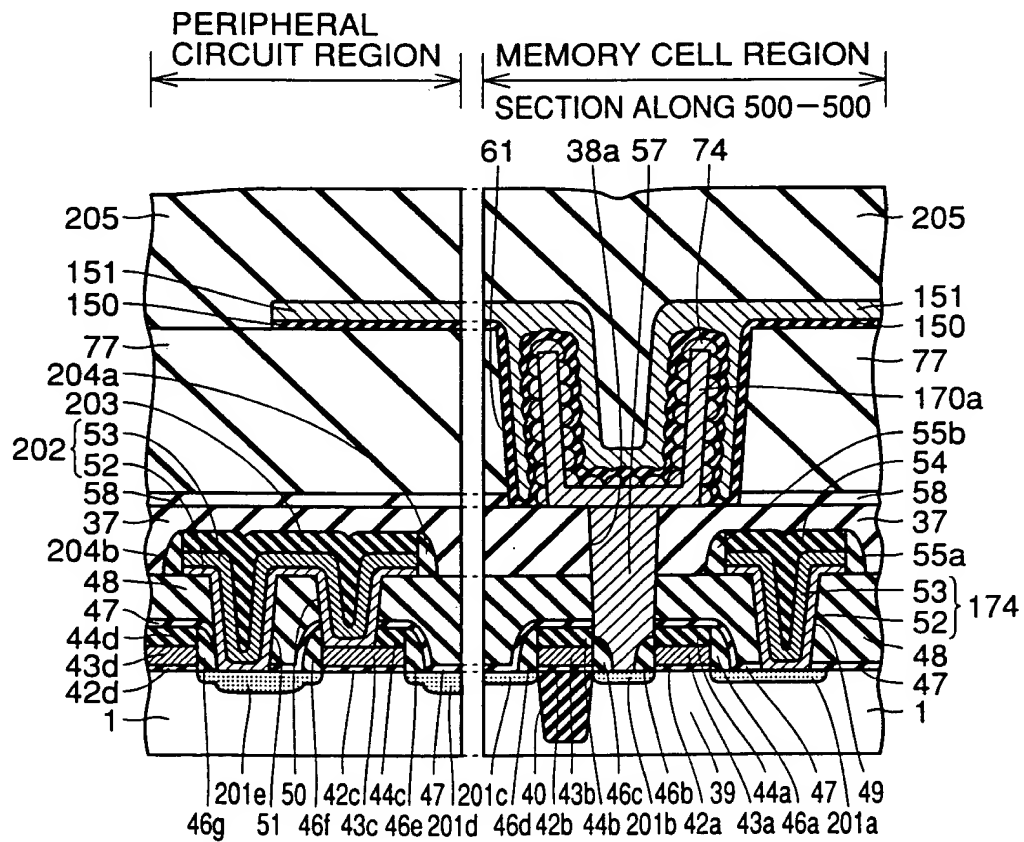 PERIPHERAL
CIRCUIT REGION
MEMORY CELL REGION
SECTION ALONG 500-500
61 38a 57 74
205
151
150
77
204a
203
202 53
52
58
37
204b
48
47
44d
43d
42d
1
205
151
150
77
170a
55b
54
58
37
55a
53
52 174
48
47
1
201e 50 42c 44c 47 201c 40 43b 46c 46b 39 44a 47 49
46g 51 46f 43c 46e 201d 46d 42b 44b 201b 42a 43a 46a 201a